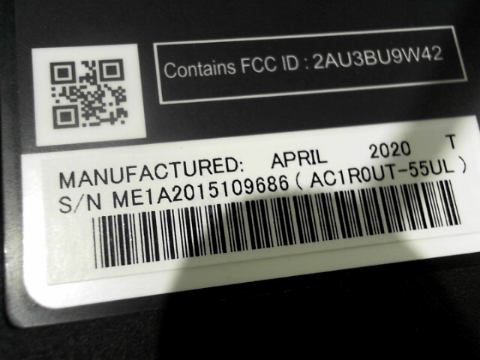 Contains FCC ID : 2AU3BU9W42
MANUFACTURED: APRIL 2020 T
S/N ME1A2015109686 ( AC1R0UT-55UL )